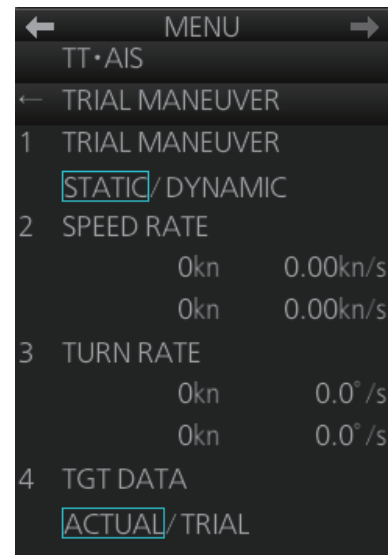 ← MENU →
TT・AIS
← TRIAL MANEUVER
1 TRIAL MANEUVER
STATIC/DYNAMIC
2 SPEED RATE
0kn 0.00kn/s
0kn 0.00kn/s
3 TURN RATE
0kn 0.0°/s
0kn 0.0°/s
4 TGT DATA
ACTUAL/TRIAL